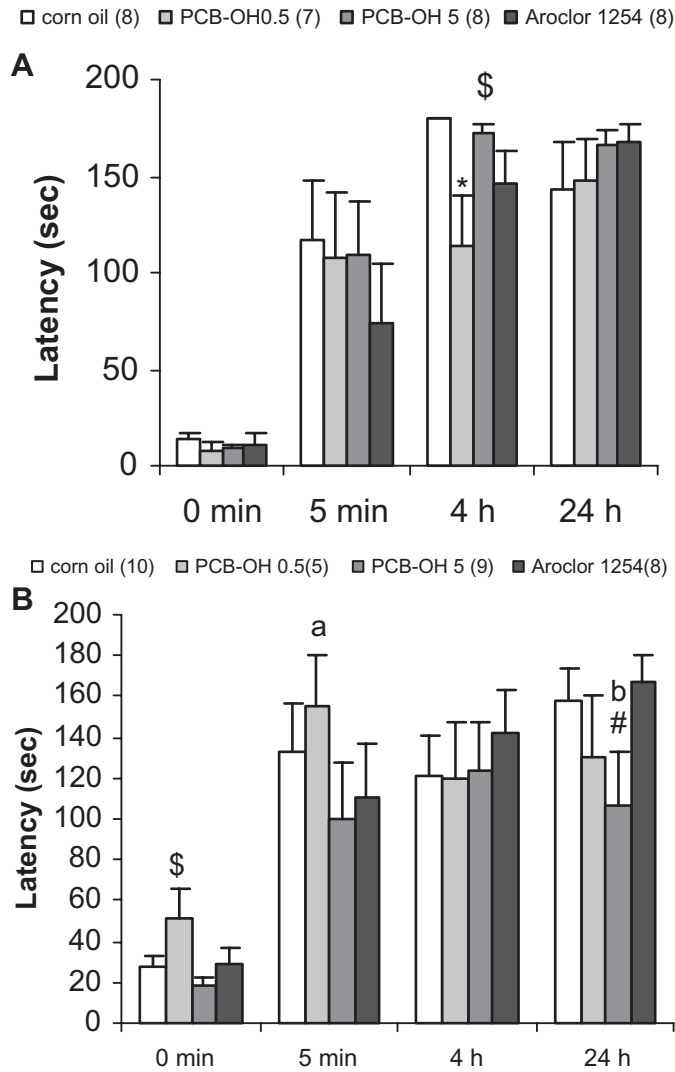 corn oil (8) PCB-OH0.5 (7) PCB-OH 5 (8) Aroclor 1254 (8)
A
200
150
100
50
0
Latency (sec)
$
*
0 min 5 min 4 h 24 h
corn oil (10) PCB-OH 0.5(5) PCB-OH 5 (9) Aroclor 1254(8)
B
200
180
160
140
120
100
80
60
40
20
0
Latency (sec)
$
a
b
#
0 min 5 min 4 h 24 h